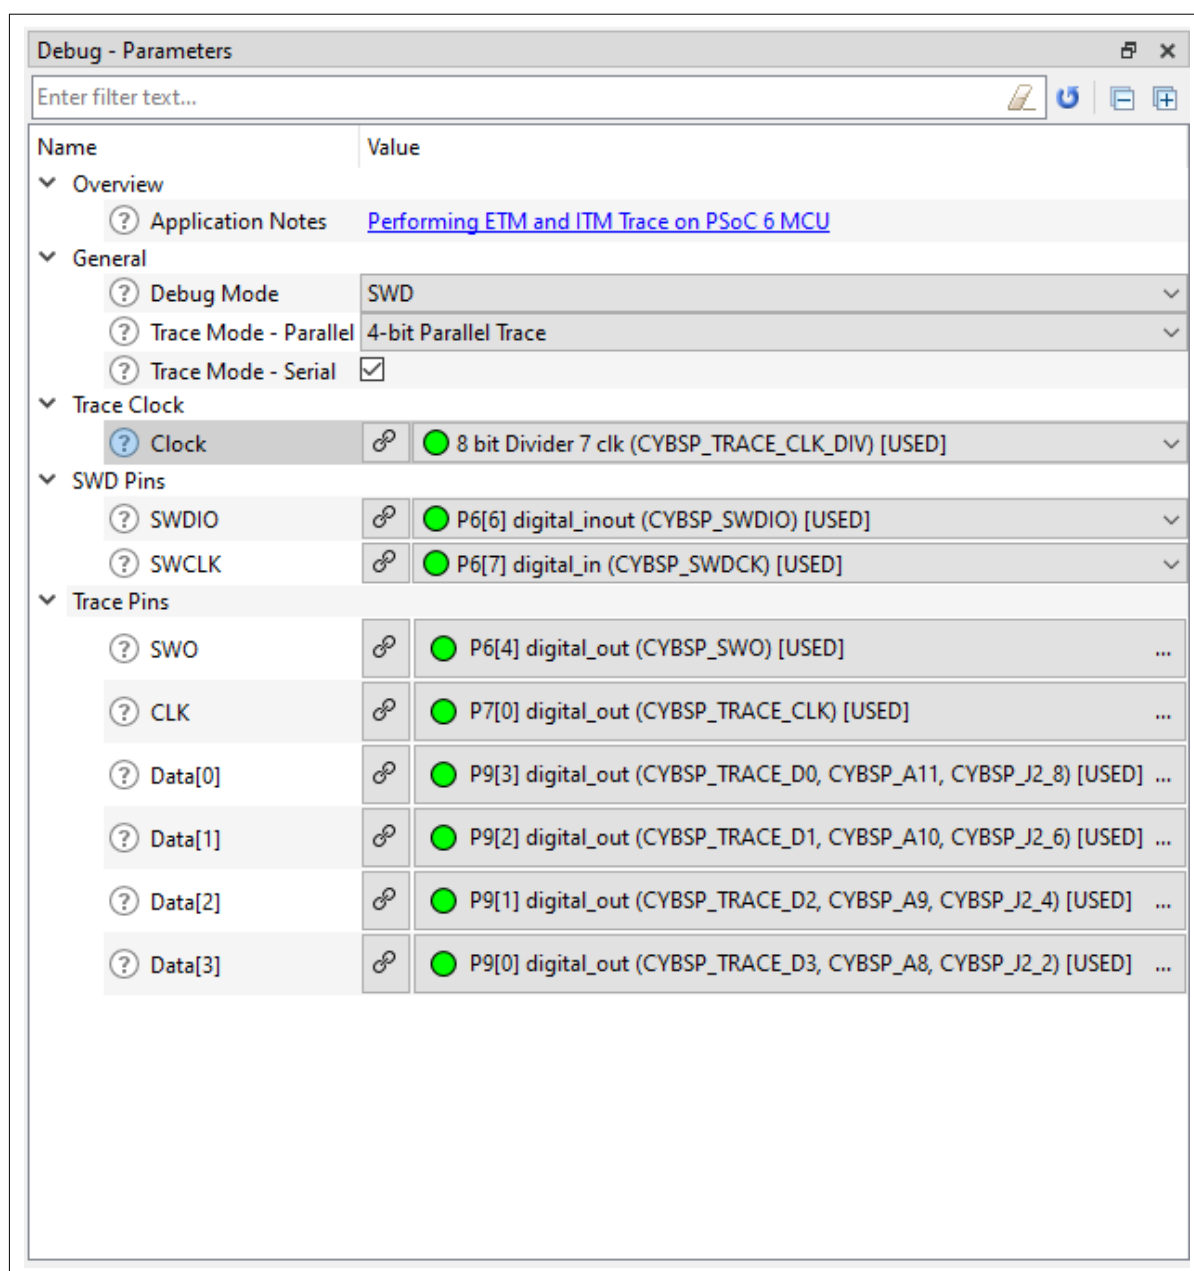 Debug - Parameters
Enter filter text...
Name Value
Overview
Application Notes Performing ETM and ITM Trace on PSoC 6 MCU
General
Debug Mode SWD
Trace Mode - Parallel 4-bit Parallel Trace
Trace Mode - Serial
Trace Clock
Clock 8 bit Divider 7 clk (CYBSP_TRACE_CLK_DIV) [USED]
SWD Pins
SWDIO P6[6] digital_inout (CYBSP_SWDIO) [USED]
SWCLK P6[7] digital_in (CYBSP_SWDCK) [USED]
Trace Pins
SWO P6[4] digital_out (CYBSP_SWO) [USED] ...
CLK P7[0] digital_out (CYBSP_TRACE_CLK) [USED] ...
Data[0] P9[3] digital_out (CYBSP_TRACE_D0, CYBSP_A11, CYBSP_J2_8) [USED] ...
Data[1] P9[2] digital_out (CYBSP_TRACE_D1, CYBSP_A10, CYBSP_J2_6) [USED] ...
Data[2] P9[1] digital_out (CYBSP_TRACE_D2, CYBSP_A9, CYBSP_J2_4) [USED] ...
Data[3] P9[0] digital_out (CYBSP_TRACE_D3, CYBSP_A8, CYBSP_J2_2) [USED] ...